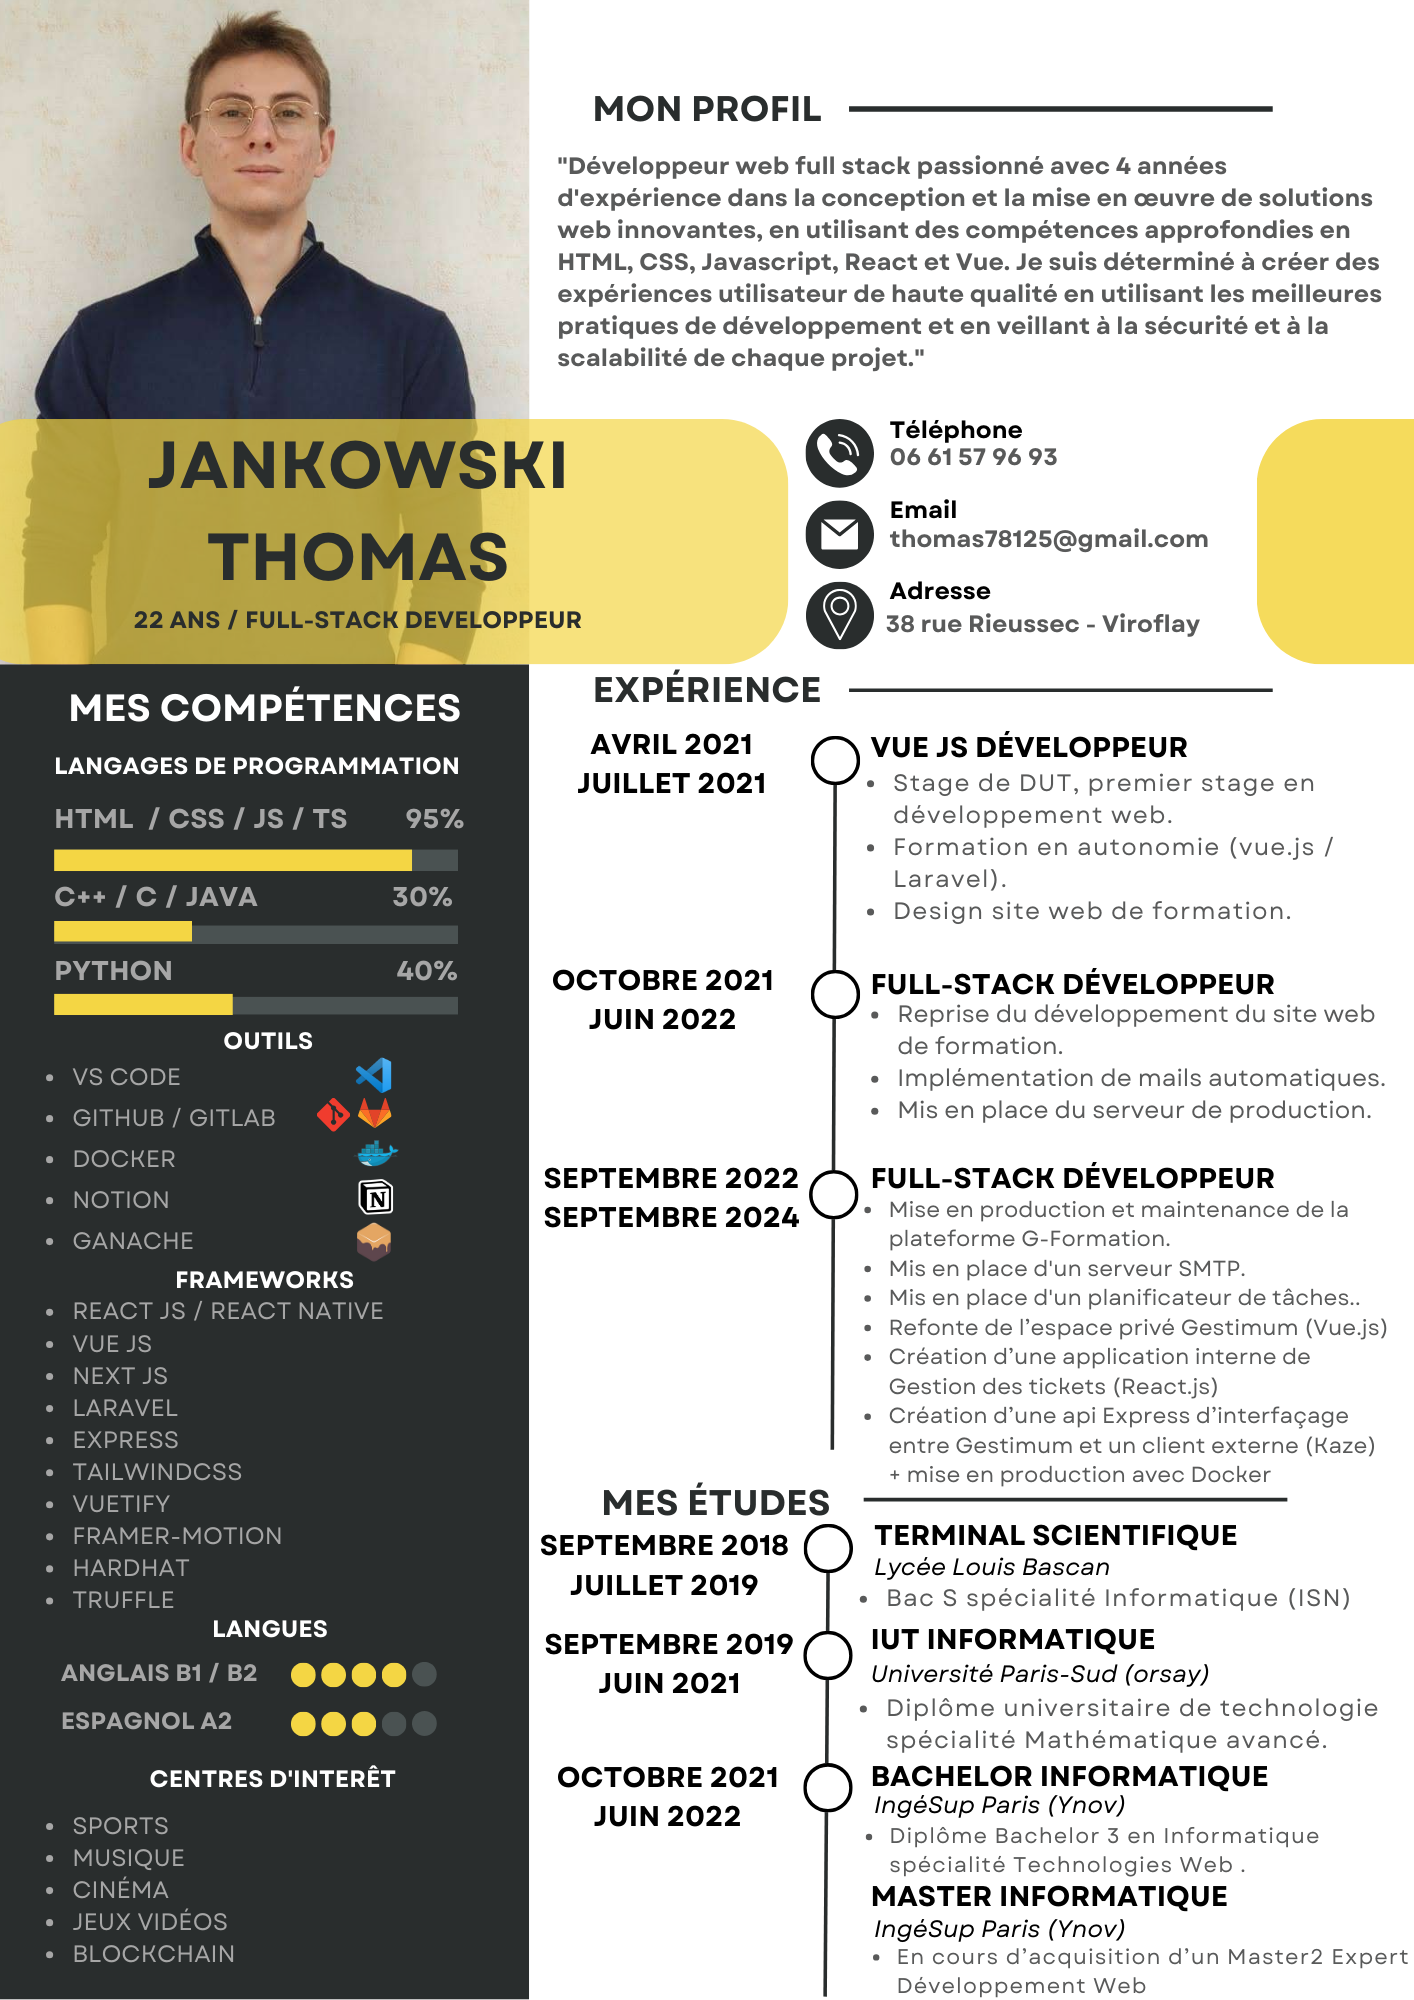 MON PROFIL
"Développeur web full stack passionné avec 4 années
d'expérience dans la conception et la mise en œuvre de solutions
web innovantes, en utilisant des compétences approfondies en
HTML, CSS, Javascript, React et Vue. Je suis déterminé à créer des
expériences utilisateur de haute qualité en utilisant les meilleures
pratiques de développement et en veillant à la sécurité et à la
scalabilité de chaque projet."
JANKOWSKI
THOMAS
22 ANS / FULL-STACK DEVELOPPEUR
Téléphone
06 61 57 96 93
Email
thomas78125@gmail.com
Adresse
38 rue Rieussec - Viroflay
MES COMPÉTENCES
LANGAGES DE PROGRAMMATION
HTML / CSS / JS / TS 95%
C++ / C / JAVA 30%
PYTHON 40%
OUTILS
• VS CODE
• GITHUB / GITLAB
• DOCKER
• NOTION
N
• GANACHE
FRAMEWORKS
• REACT JS / REACT NATIVE
• VUE JS
• NEXT JS
• LARAVEL
• EXPRESS
• TAILWINDCSS
• VUETIFY
• FRAMER-MOTION
• HARDHAT
• TRUFFLE
LANGUES
ANGLAIS B1 / B2
ESPAGNOL A2
CENTRES D'INTERÊT
• SPORTS
• MUSIQUE
• CINÉMA
• JEUX VIDÉOS
• BLOCKCHAIN
EXPÉRIENCE
AVRIL 2021
JUILLET 2021
VUE JS DÉVELOPPEUR
• Stage de DUT, premier stage en
développement web.
• Formation en autonomie (vue.js /
Laravel).
• Design site web de formation.
OCTOBRE 2021
JUIN 2022
FULL-STACK DÉVELOPPEUR
• Reprise du développement du site web
de formation.
• Implémentation de mails automatiques.
• Mis en place du serveur de production.
SEPTEMBRE 2022
SEPTEMBRE 2024
FULL-STACK DÉVELOPPEUR
• Mise en production et maintenance de la
plateforme G-Formation.
• Mis en place d'un serveur SMTP.
• Mis en place d'un planificateur de tâches..
• Refonte de l’espace privé Gestimum (Vue.js)
• Création d’une application interne de
Gestion des tickets (React.js)
• Création d’une api Express d’interfaçage
entre Gestimum et un client externe (Kaze)
+ mise en production avec Docker
MES ÉTUDES
SEPTEMBRE 2018
JUILLET 2019
TERMINAL SCIENTIFIQUE
Lycée Louis Bascan
• Bac S spécialité Informatique (ISN)
SEPTEMBRE 2019
JUIN 2021
IUT INFORMATIQUE
Université Paris-Sud (orsay)
• Diplôme universitaire de technologie
spécialité Mathématique avancé.
OCTOBRE 2021
JUIN 2022
BACHELOR INFORMATIQUE
IngéSup Paris (Ynov)
• Diplôme Bachelor 3 en Informatique
spécialité Technologies Web .
MASTER INFORMATIQUE
IngéSup Paris (Ynov)
• En cours d’acquisition d’un Master2 Expert
Développement Web